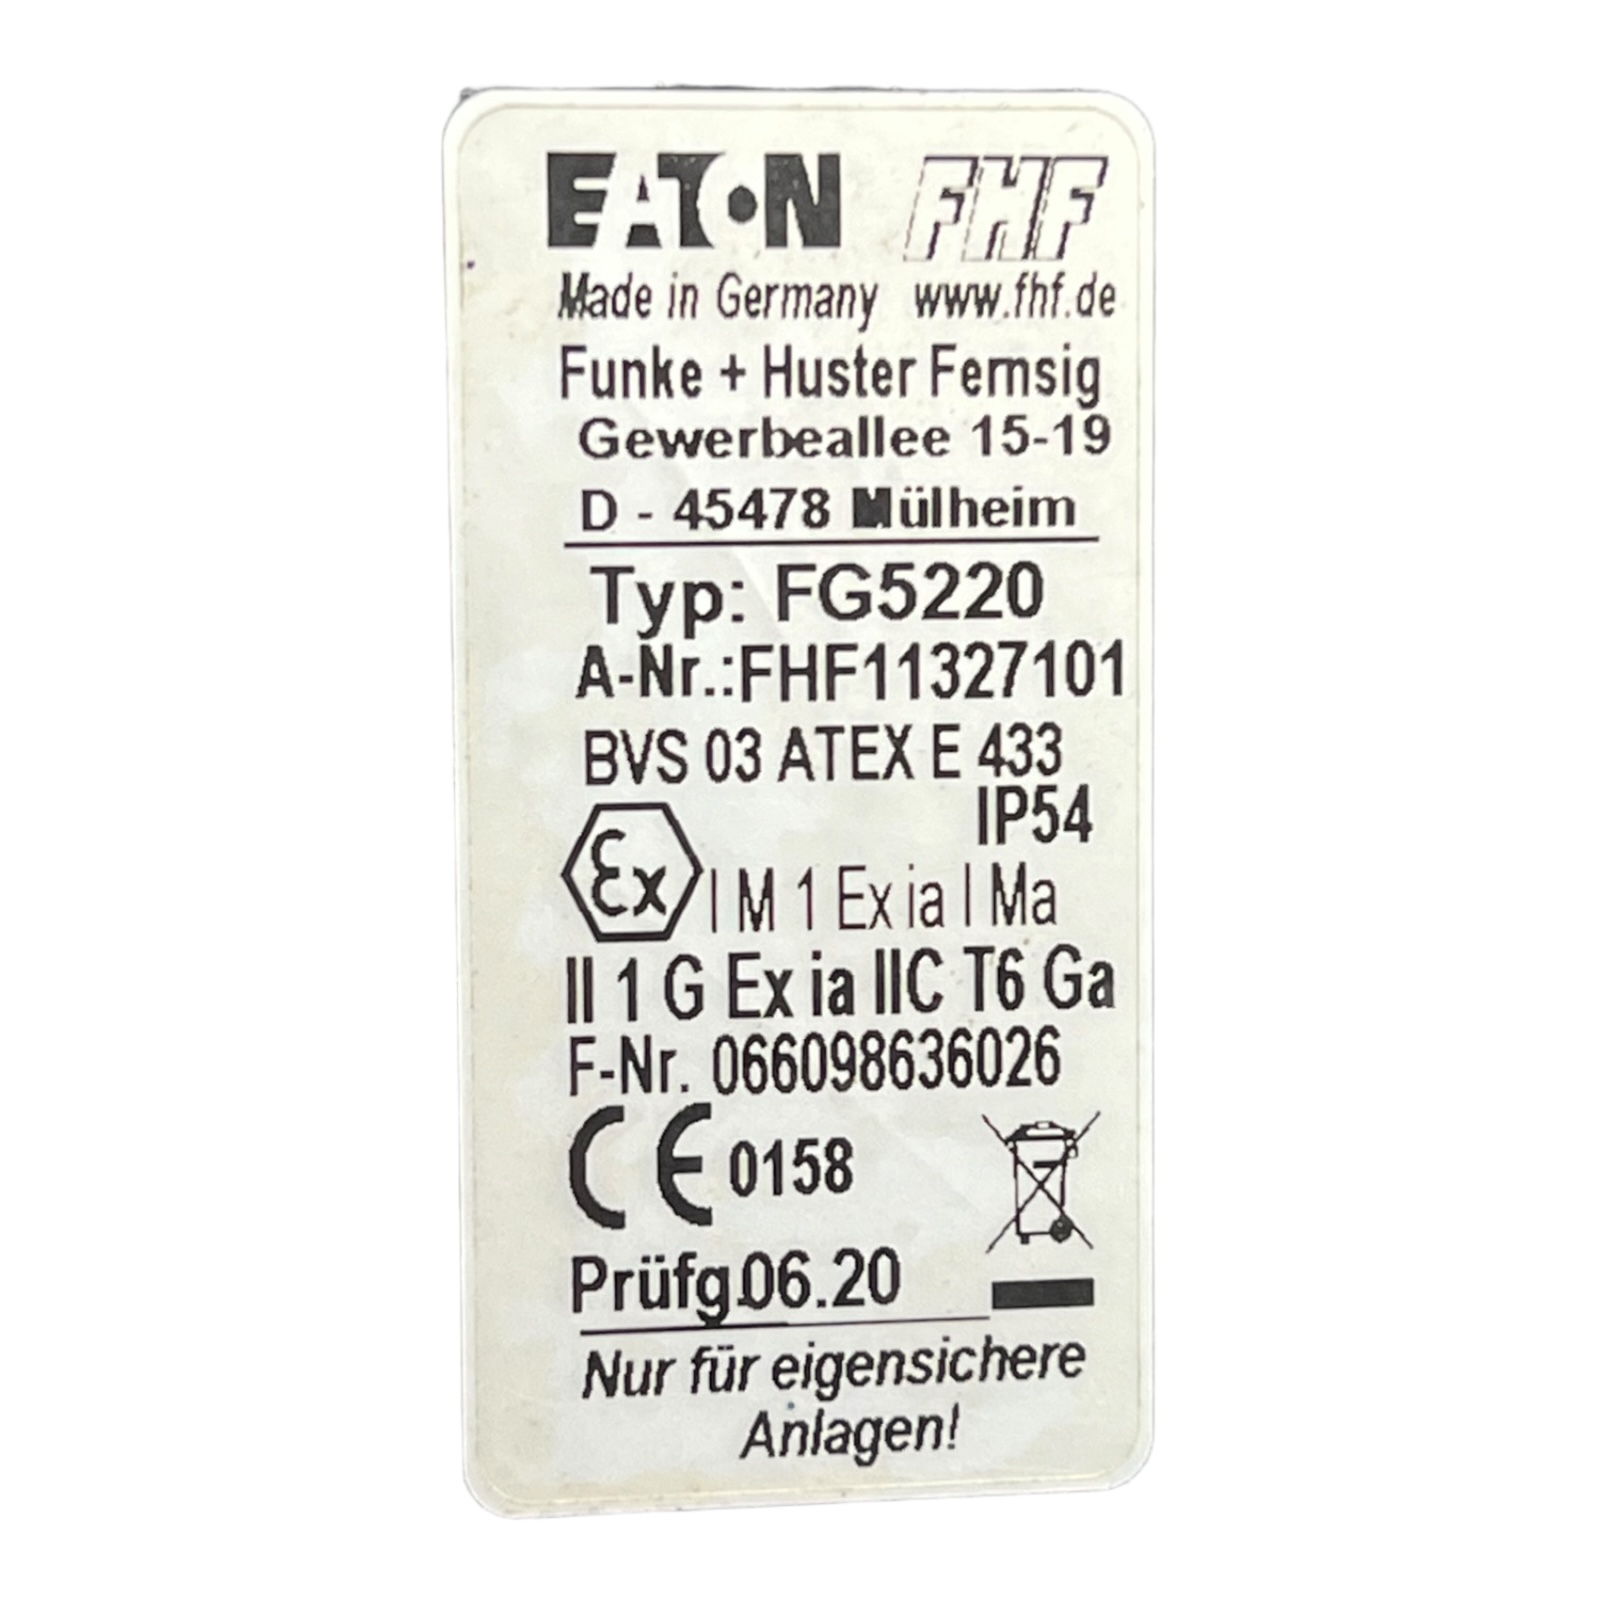 EATON FHF
Made in Germany www.fhf.de
Funke + Huster Fernsig
Gewerbeallee 15-19
D - 45478 Mülheim
Typ: FG5220
A-Nr.:FHF11327101
BVS 03 ATEX E 433
IP54
Ex I M 1 Ex ia I Ma
II 1 G Ex ia IIC T6 Ga
F-Nr. 066098636026
CE 0158
Prüfg.06.20
Nur für eigensichere
Anlagen!